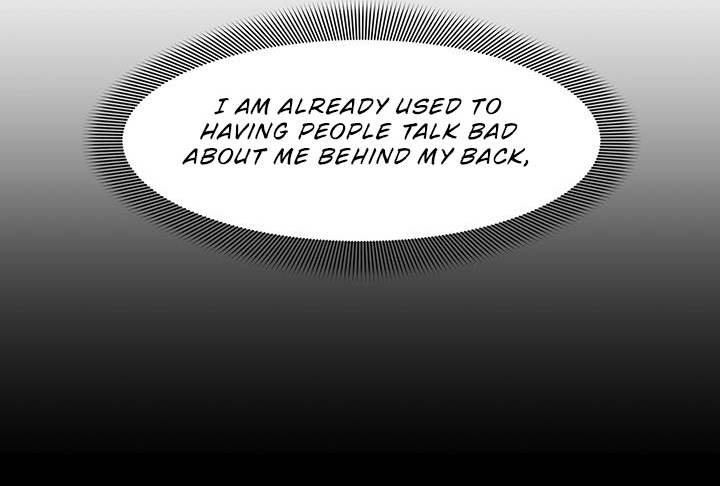 I AM ALREADY USED TO
HAVING PEOPLE TALK BAD
ABOUT ME BEHIND MY BACK,